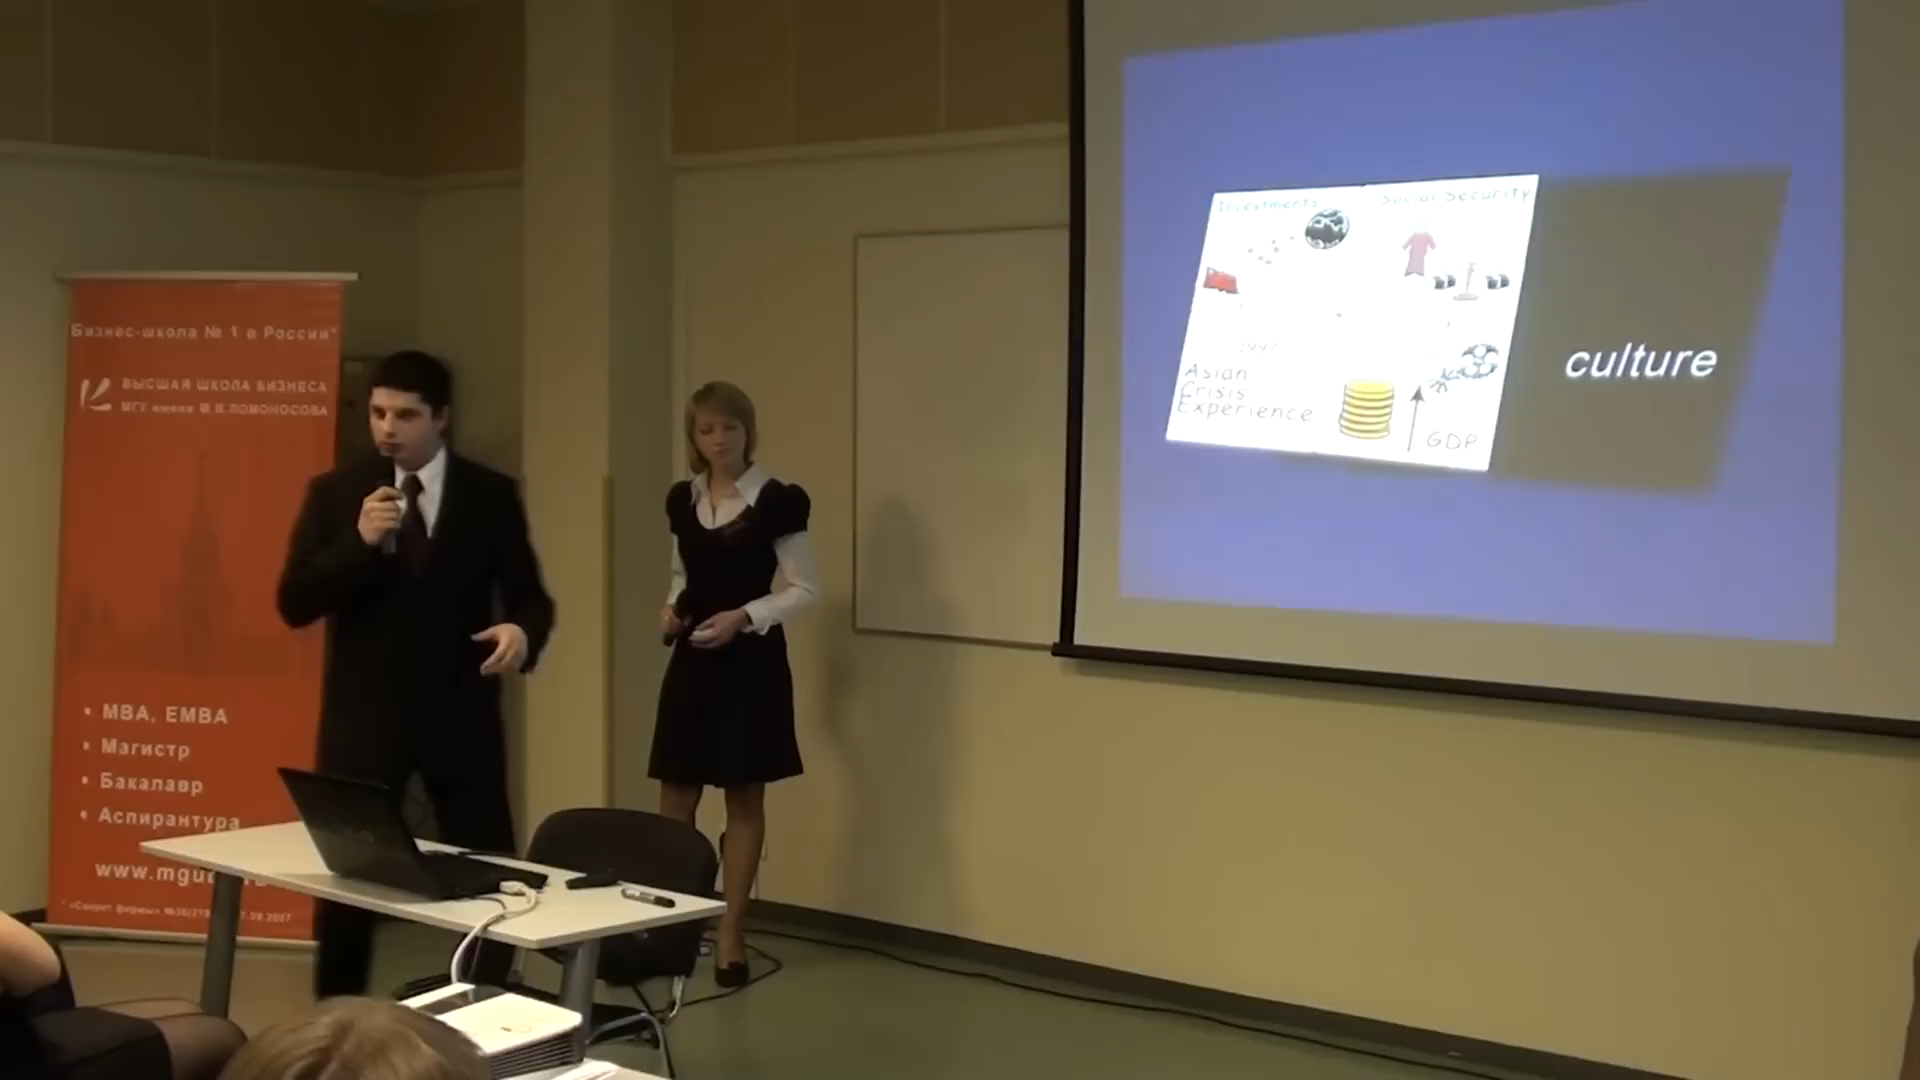 Бизнес-школа № 1 в России*
ВЫСШАЯ ШКОЛА БИЗНЕСА
МГУ имени М.В.ЛОМОНОСОВА
• MBA, EMBA
• Магистр
• Бакалавр
• Аспирантура
www.mgu
Investments
Social Security
1997
Asian
Crisis
Experience
GDP
culture